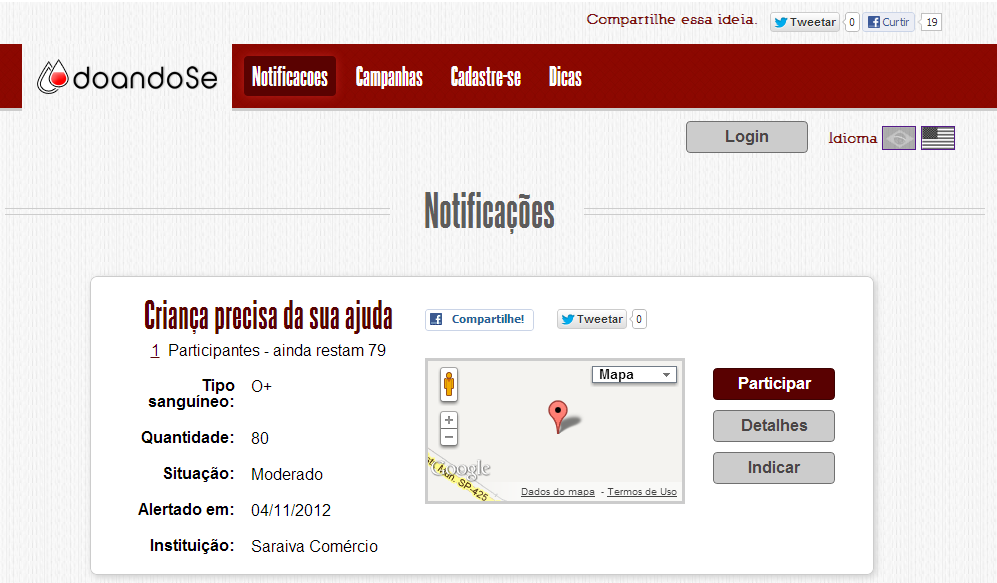 Compartilhe essa ideia. Tweetar 0 Curtir 19
doandoSe Notificacoes Campanhas Cadastre-se Dicas
Login Idioma
Notificações
Criança precisa da sua ajuda
Compartilhe! Tweetar 0
1 Participantes - ainda restam 79
Tipo sanguíneo: O+
Quantidade: 80
Situação: Moderado
Alertado em: 04/11/2012
Instituição: Saraiva Comércio
Mapa
Google
Mun. SP-425
Dados do mapa - Termos de Uso
Participar
Detalhes
Indicar